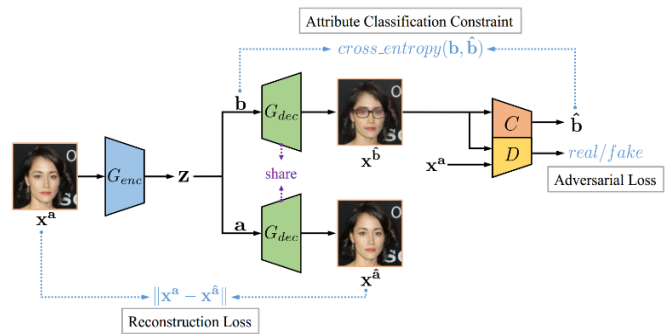 Attribute Classification Constraint
cross_entropy(b, b̂)
b
G_dec
x^b̂
C
b̂
D
real/fake
x^a
Adversarial Loss
share
G_enc
z
x^a
a
G_dec
x^â
‖x^a − x^â‖
Reconstruction Loss